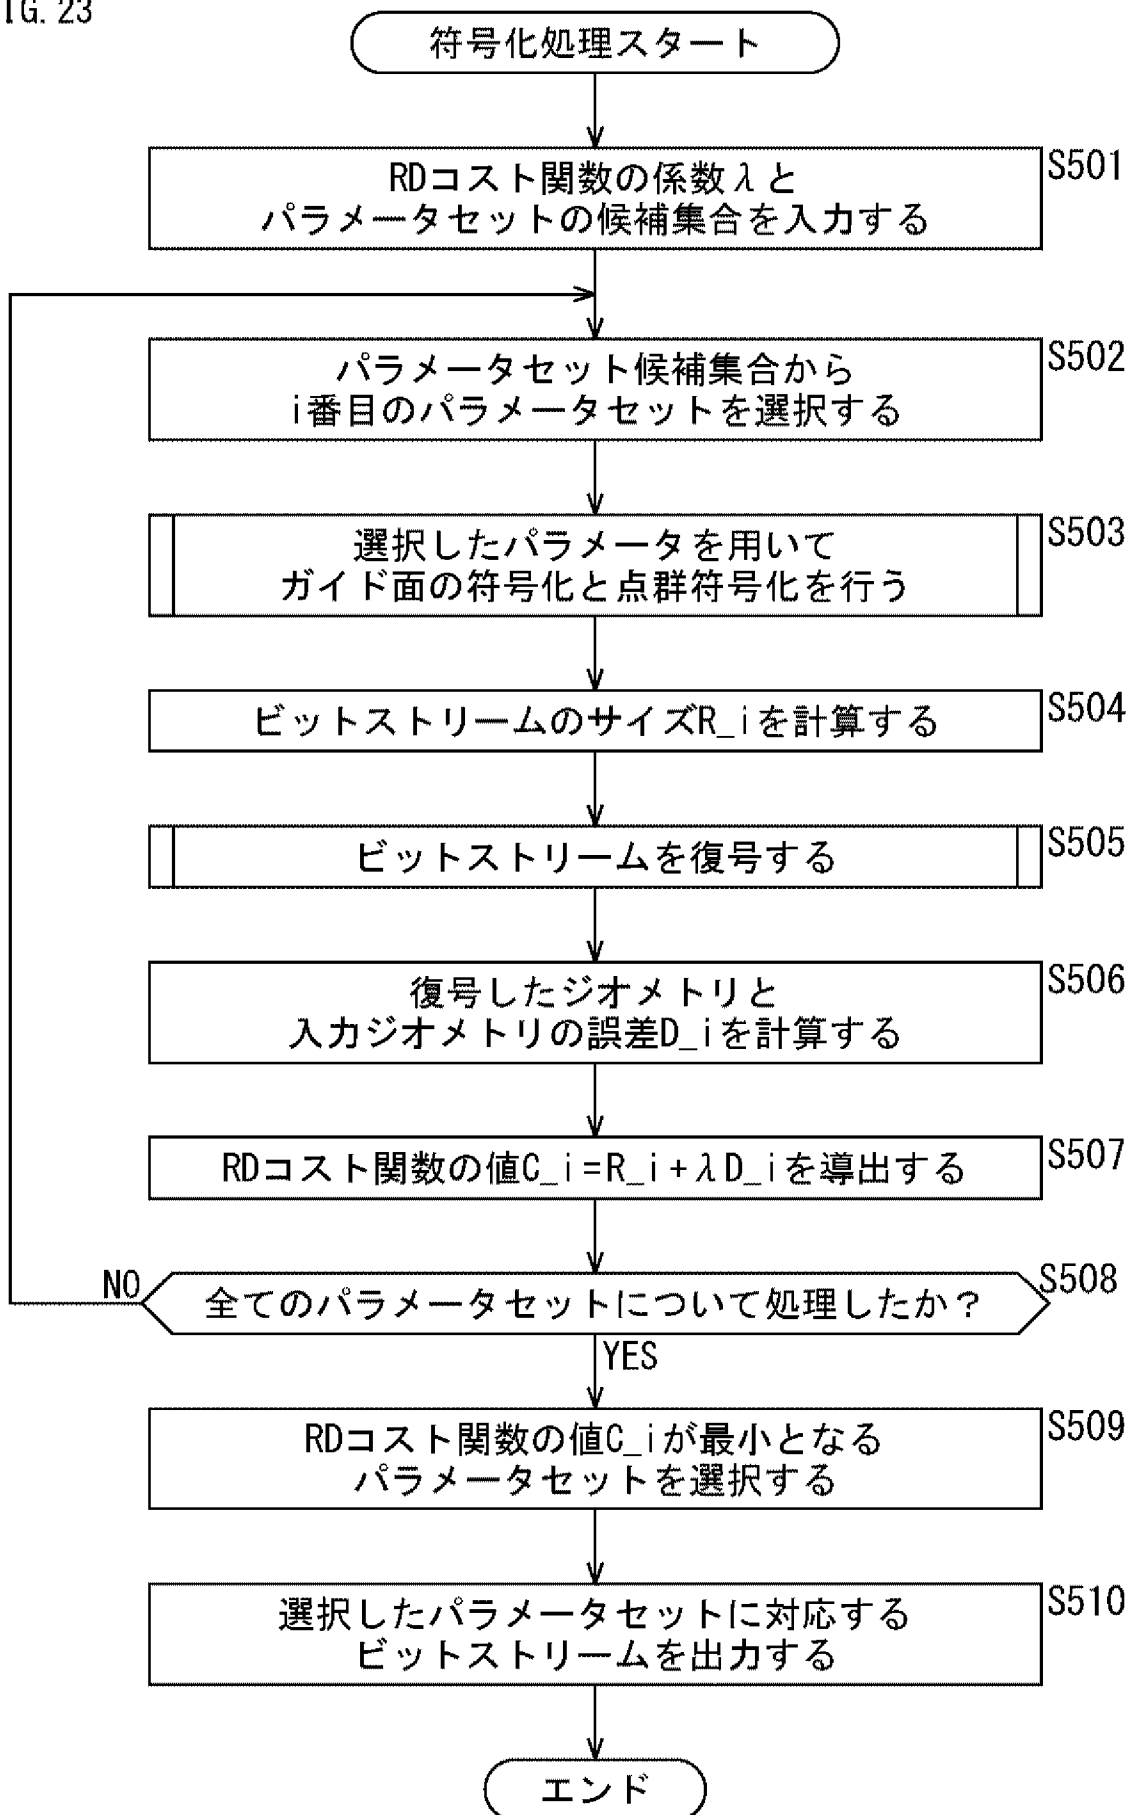 IG. 23
符号化処理スタート
RDコスト関数の係数λと
パラメータセットの候補集合を入力する
S501
パラメータセット候補集合から
i番目のパラメータセットを選択する
S502
選択したパラメータを用いて
ガイド面の符号化と点群符号化を行う
S503
ビットストリームのサイズR_iを計算する
S504
ビットストリームを復号する
S505
復号したジオメトリと
入力ジオメトリの誤差D_iを計算する
S506
RDコスト関数の値C_i=R_i+λD_iを導出する
S507
NO
全てのパラメータセットについて処理したか？
S508
YES
RDコスト関数の値C_iが最小となる
パラメータセットを選択する
S509
選択したパラメータセットに対応する
ビットストリームを出力する
S510
エンド